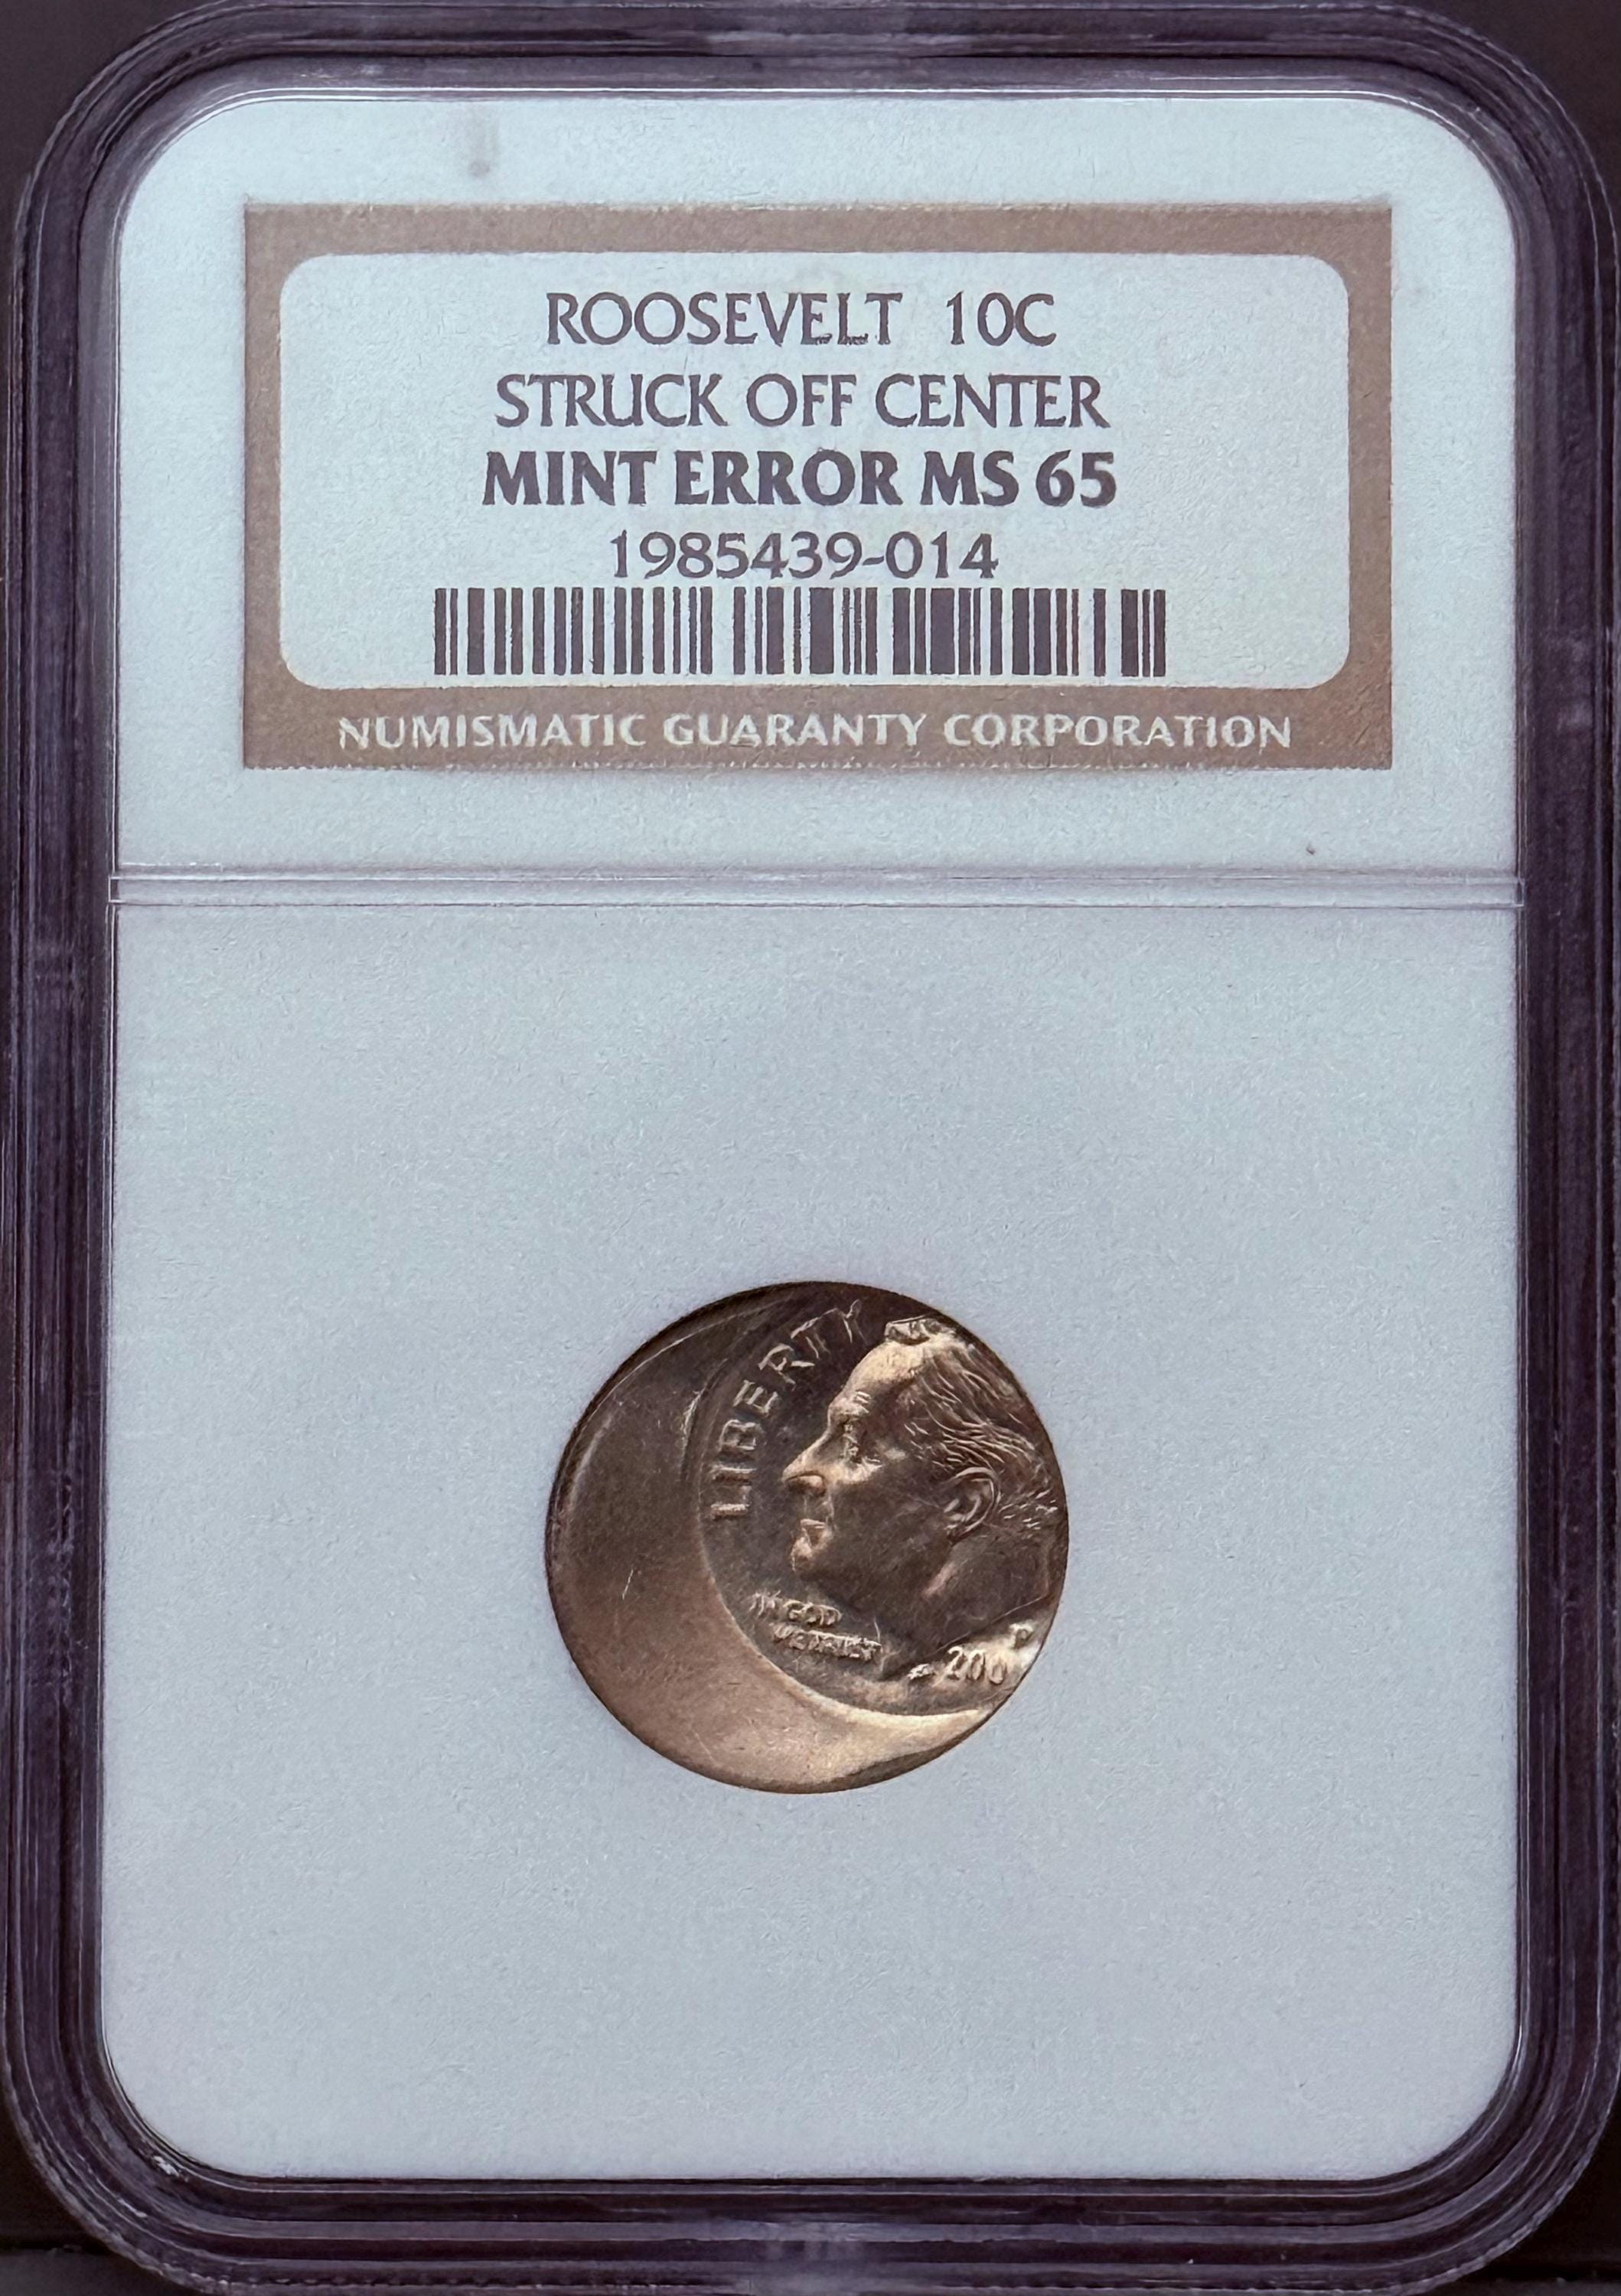 ROOSEVELT 10C
STRUCK OFF CENTER
MINT ERROR MS 65
1985439-014
NUMISMATIC GUARANTY CORPORATION
LIBERTY
IN GOD
WE TRUST
200
P